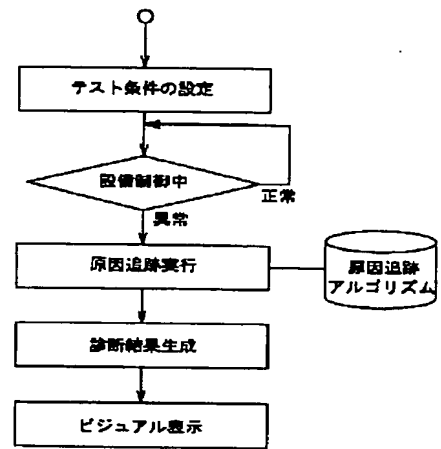 テスト条件の設定
設備制御中
正常
異常
原因追跡実行
原因追跡
アルゴリズム
診断結果生成
ビジュアル表示